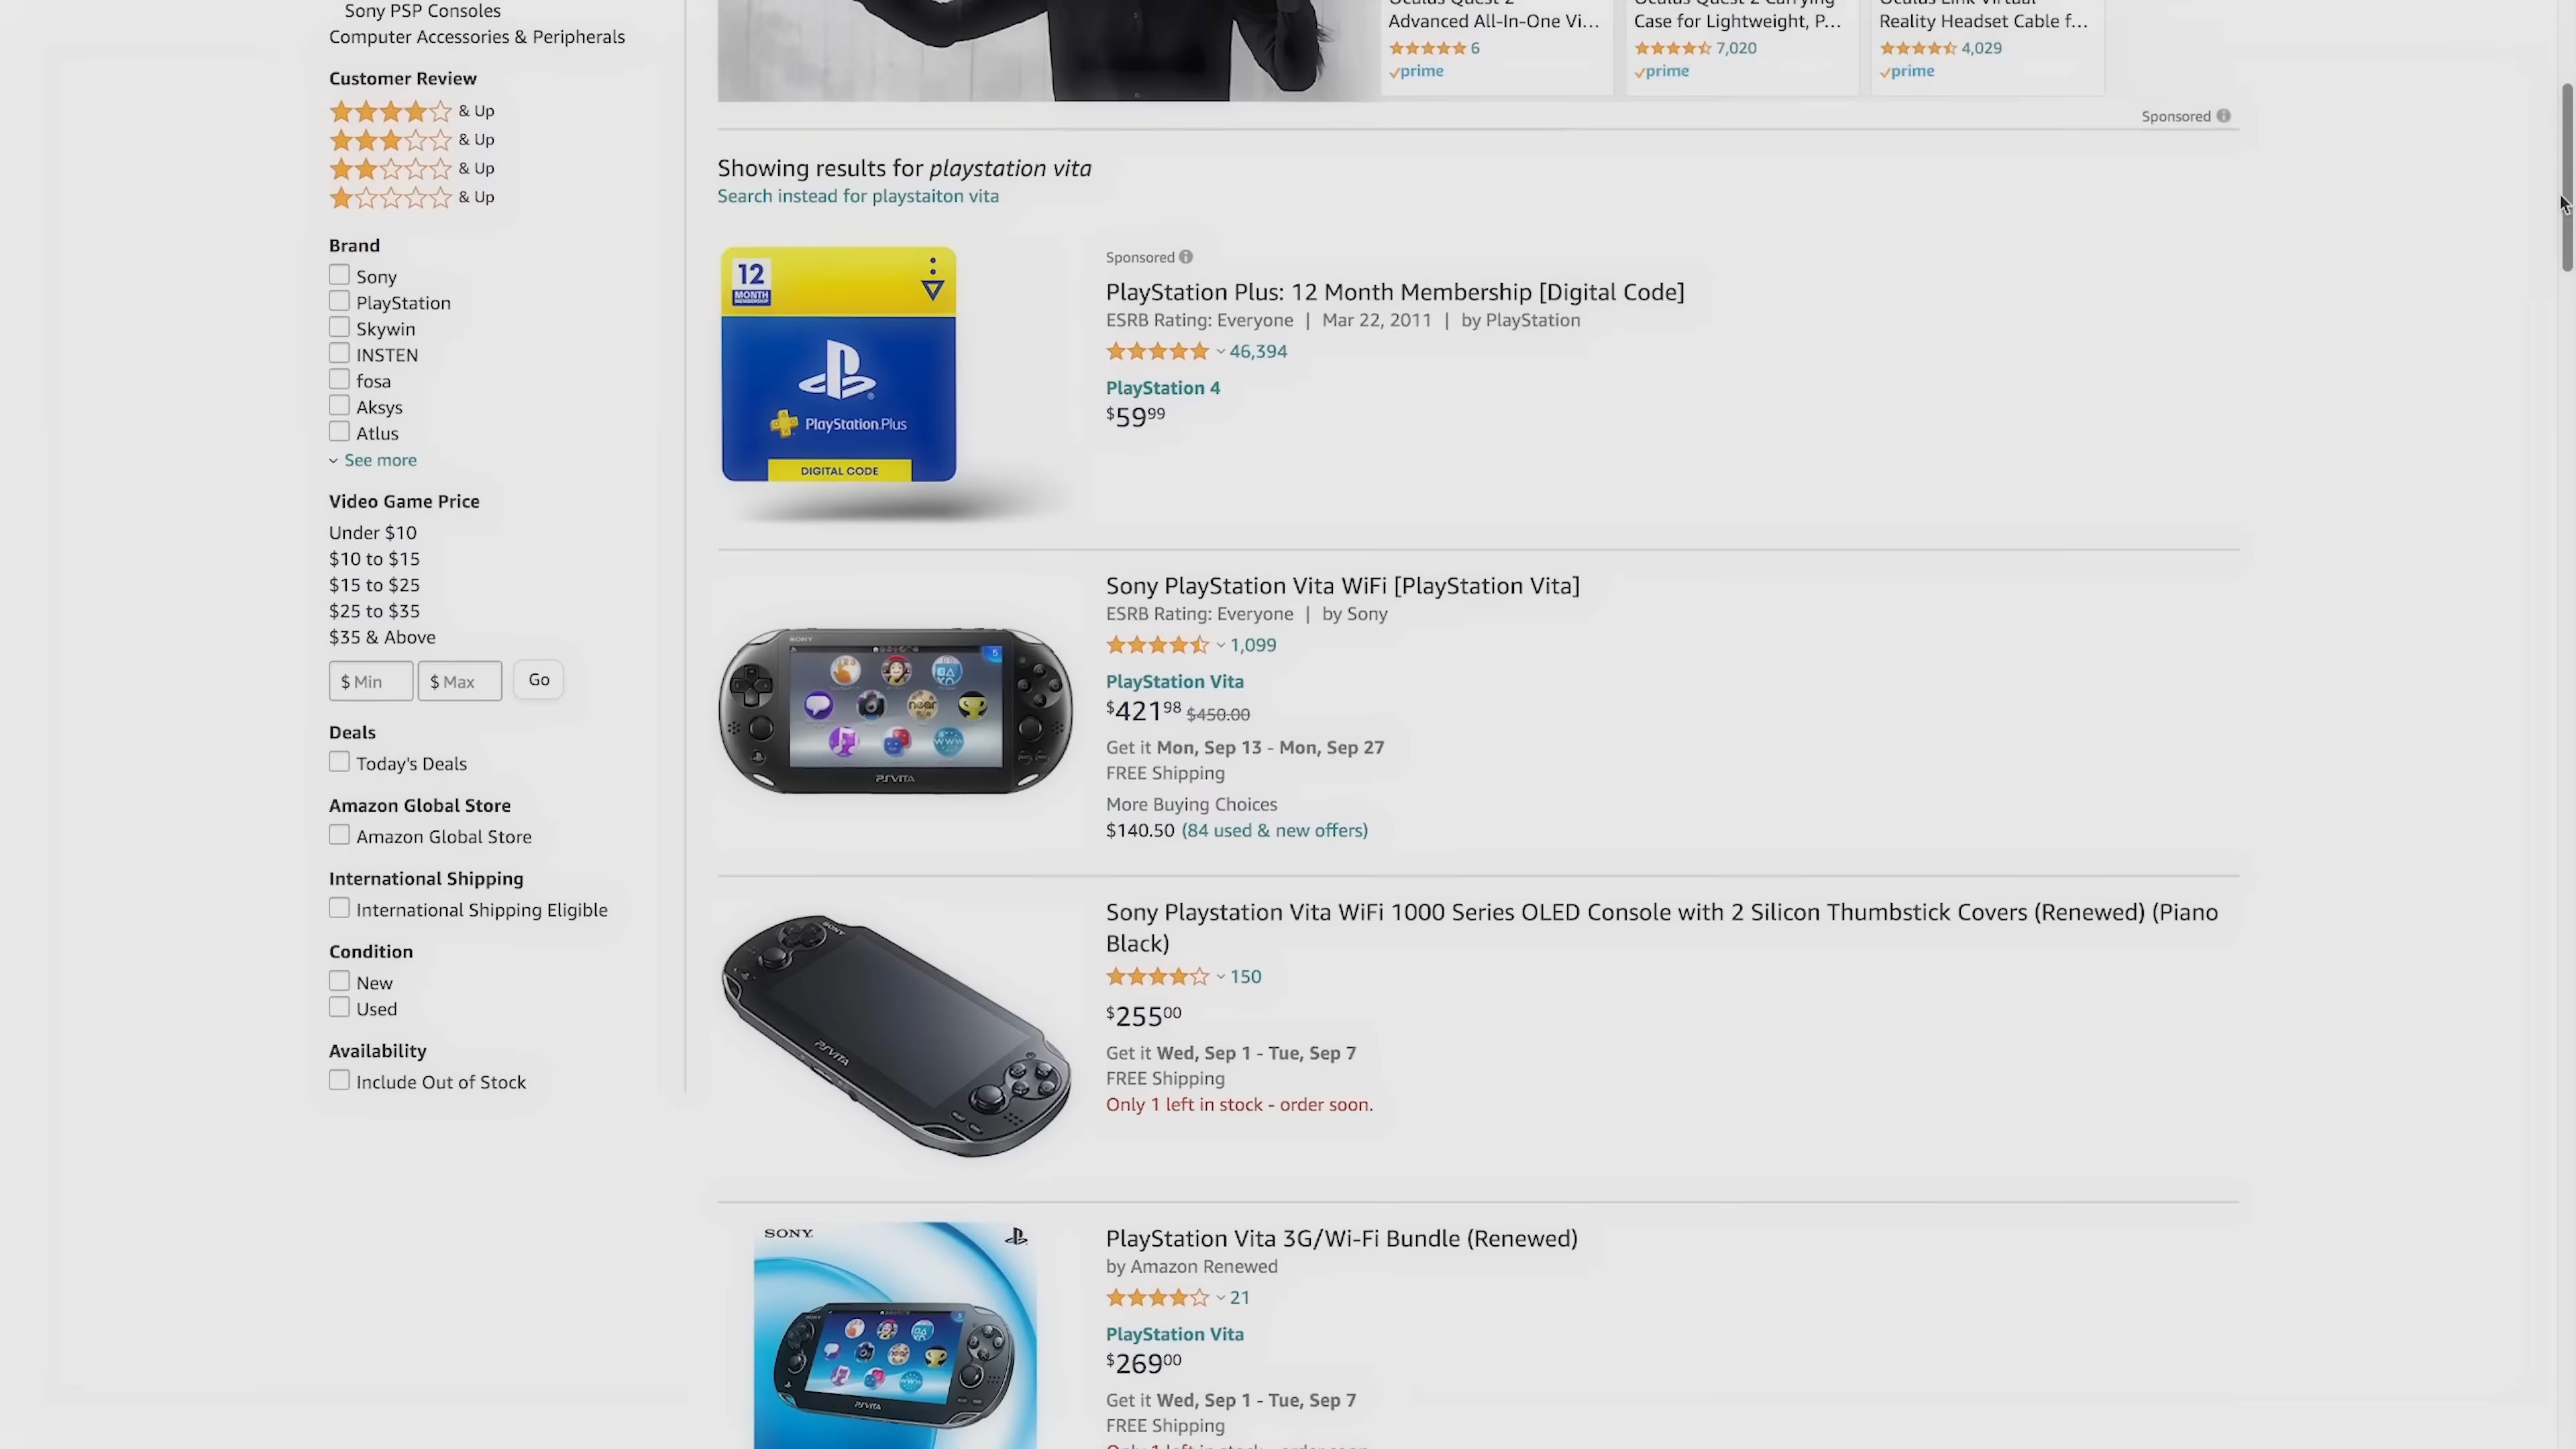 Sony PSP Consoles
Computer Accessories & Peripherals
Customer Review
& Up
& Up
& Up
& Up
Brand
Sony
PlayStation
Skywin
INSTEN
fosa
Aksys
Atlus
See more
Video Game Price
Under $10
$10 to $15
$15 to $25
$25 to $35
$35 & Above
$ Min $ Max Go
Deals
Today's Deals
Amazon Global Store
Amazon Global Store
International Shipping
International Shipping Eligible
Condition
New
Used
Availability
Include Out of Stock
Advanced All-In-One Vi...
6
prime
Case for Lightweight, P...
7,020
prime
Reality Headset Cable f...
4,029
prime
Sponsored
Showing results for playstation vita
Search instead for playstaiton vita
12
MONTH
MEMBERSHIP
PlayStation Plus
DIGITAL CODE
Sponsored
PlayStation Plus: 12 Month Membership [Digital Code]
ESRB Rating: Everyone | Mar 22, 2011 | by PlayStation
46,394
PlayStation 4
$59.99
SONY
near
www
PSVITA
Sony PlayStation Vita WiFi [PlayStation Vita]
ESRB Rating: Everyone | by Sony
1,099
PlayStation Vita
$421.98 $450.00
Get it Mon, Sep 13 - Mon, Sep 27
FREE Shipping
More Buying Choices
$140.50 (84 used & new offers)
SONY
PSVITA
Sony Playstation Vita WiFi 1000 Series OLED Console with 2 Silicon Thumbstick Covers (Renewed) (Piano
Black)
150
$255.00
Get it Wed, Sep 1 - Tue, Sep 7
FREE Shipping
Only 1 left in stock - order soon.
SONY
near
www
PSVITA
PlayStation Vita 3G/Wi-Fi Bundle (Renewed)
by Amazon Renewed
21
PlayStation Vita
$269.00
Get it Wed, Sep 1 - Tue, Sep 7
FREE Shipping